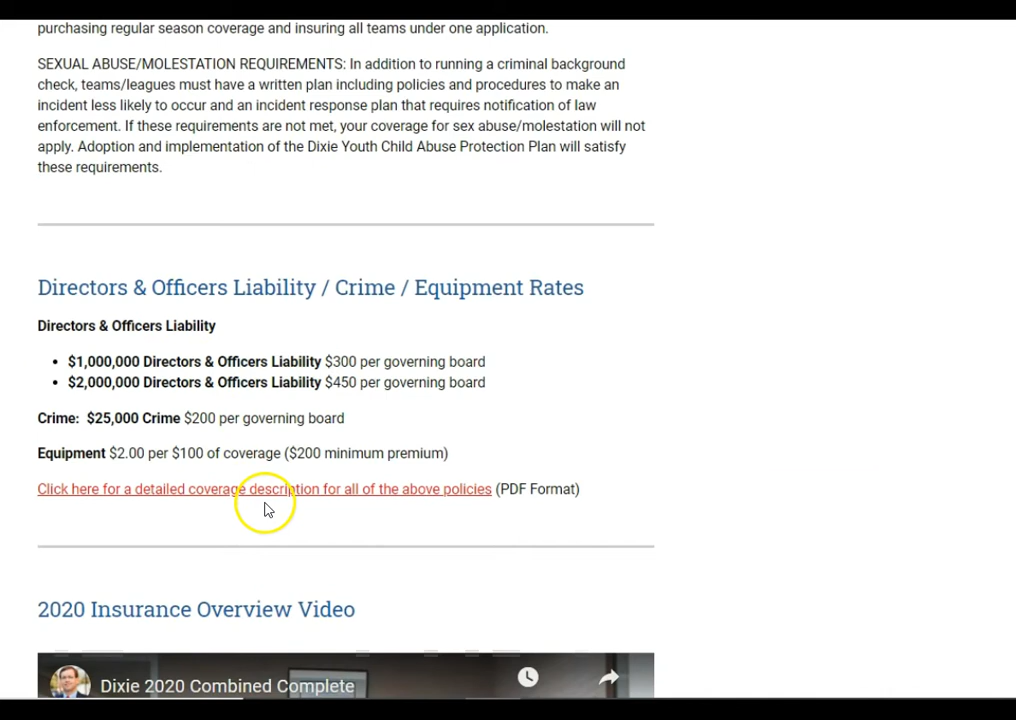 purchasing regular season coverage and insuring all teams under one application.
SEXUAL ABUSE/MOLESTATION REQUIREMENTS: In addition to running a criminal background
check, teams/leagues must have a written plan including policies and procedures to make an
incident less likely to occur and an incident response plan that requires notification of law
enforcement. If these requirements are not met, your coverage for sex abuse/molestation will not
apply. Adoption and implementation of the Dixie Youth Child Abuse Protection Plan will satisfy
these requirements.
Directors & Officers Liability / Crime / Equipment Rates
Directors & Officers Liability
• $1,000,000 Directors & Officers Liability $300 per governing board
• $2,000,000 Directors & Officers Liability $450 per governing board
Crime: $25,000 Crime $200 per governing board
Equipment $2.00 per $100 of coverage ($200 minimum premium)
Click here for a detailed coverage description for all of the above policies (PDF Format)
2020 Insurance Overview Video
Dixie 2020 Combined Complete